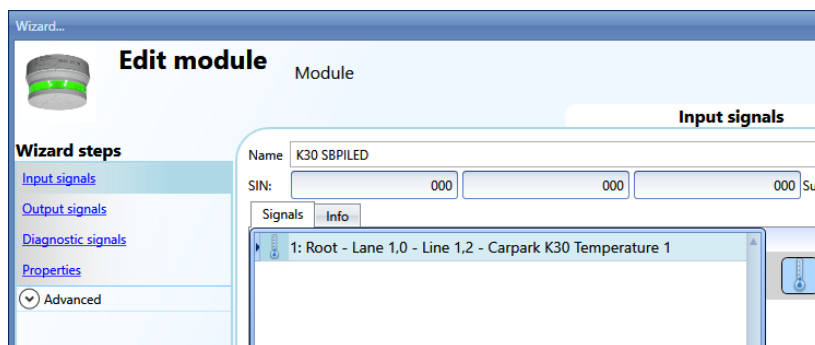 Wizard...
Edit module
Module
Input signals
Wizard steps
Input signals
Output signals
Diagnostic signals
Properties
Advanced
Name K30 SBPILED
SIN: 000 000 000 Su
Signals Info
1: Root - Lane 1,0 - Line 1,2 - Carpark K30 Temperature 1